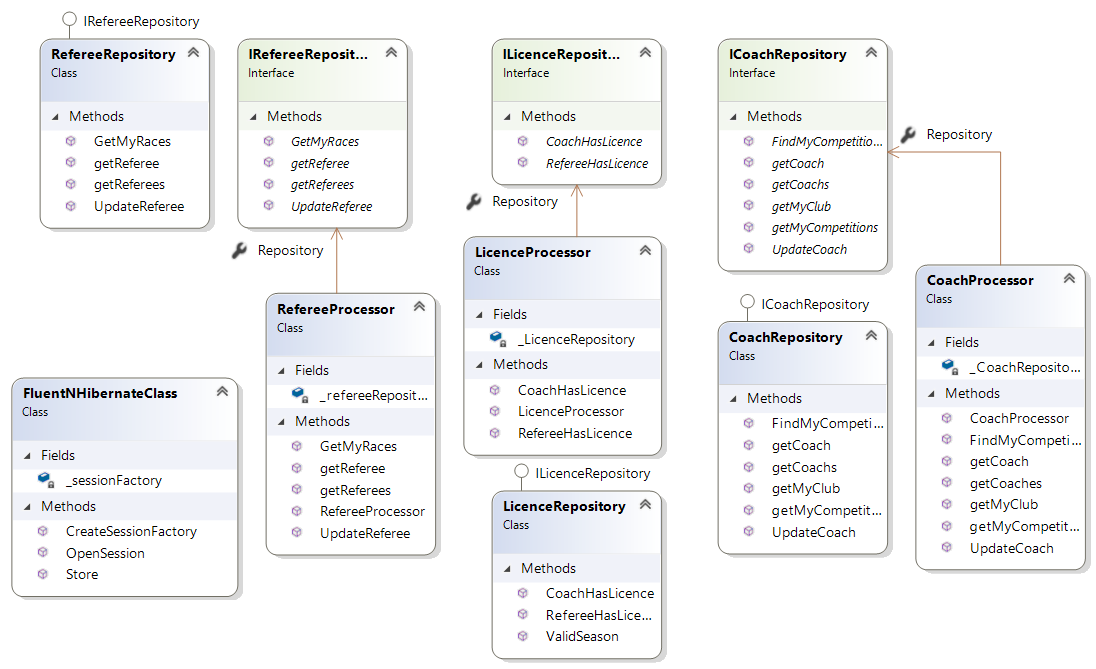 IRefereeRepository
RefereeRepository
Class
Methods
GetMyRaces
getReferee
getReferees
UpdateReferee
IRefereeReposit...
Interface
Methods
GetMyRaces
getReferee
getReferees
UpdateReferee
Repository
RefereeProcessor
Class
Fields
_refereeReposit...
Methods
GetMyRaces
getReferee
getReferees
RefereeProcessor
UpdateReferee
FluentNHibernateClass
Class
Fields
_sessionFactory
Methods
CreateSessionFactory
OpenSession
Store
ILicenceReposit...
Interface
Methods
CoachHasLicence
RefereeHasLicence
Repository
LicenceProcessor
Class
Fields
_LicenceRepository
Methods
CoachHasLicence
LicenceProcessor
RefereeHasLicence
ILicenceRepository
LicenceRepository
Class
Methods
CoachHasLicence
RefereeHasLice...
ValidSeason
ICoachRepository
Interface
Methods
FindMyCompetitio...
getCoach
getCoachs
getMyClub
getMyCompetitions
UpdateCoach
Repository
ICoachRepository
CoachRepository
Class
Methods
FindMyCompeti...
getCoach
getCoachs
getMyClub
getMyCompetit...
UpdateCoach
CoachProcessor
Class
Fields
_CoachReposito...
Methods
CoachProcessor
FindMyCompeti...
getCoach
getCoaches
getMyClub
getMyCompetit...
UpdateCoach